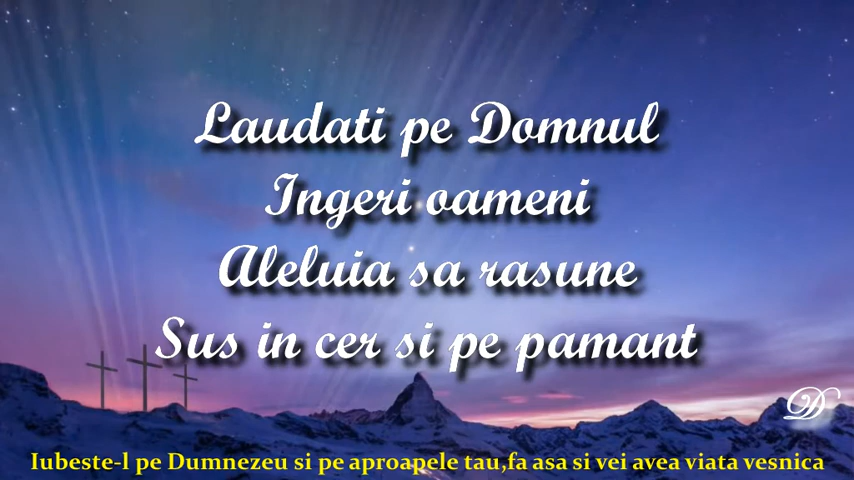 Laudati pe Domnul
Ingeri oameni
Aleluia sa rasune
Sus in cer si pe pamant
D
Iubeste-l pe Dumnezeu si pe aproapele tau,fa asa si vei avea viata vesnica